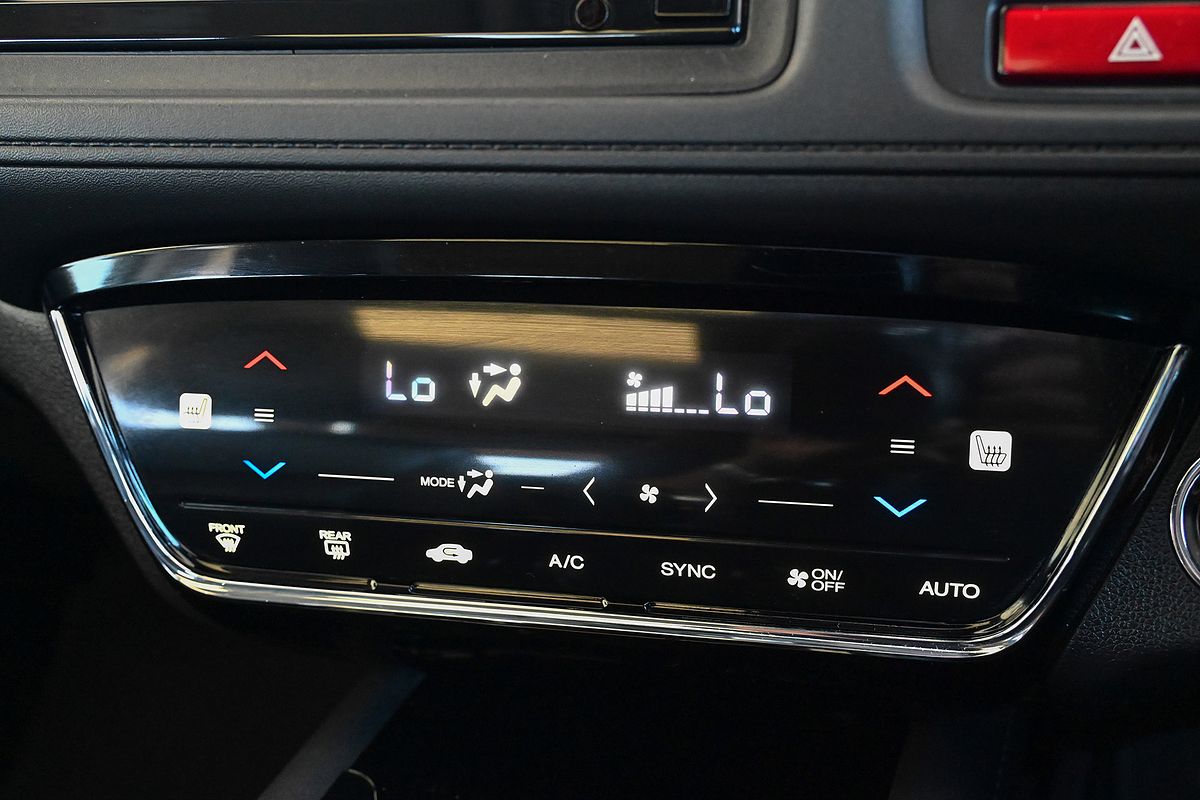 Lo
Lo
MODE
FRONT
REAR
A/C
SYNC
ON/
OFF
AUTO